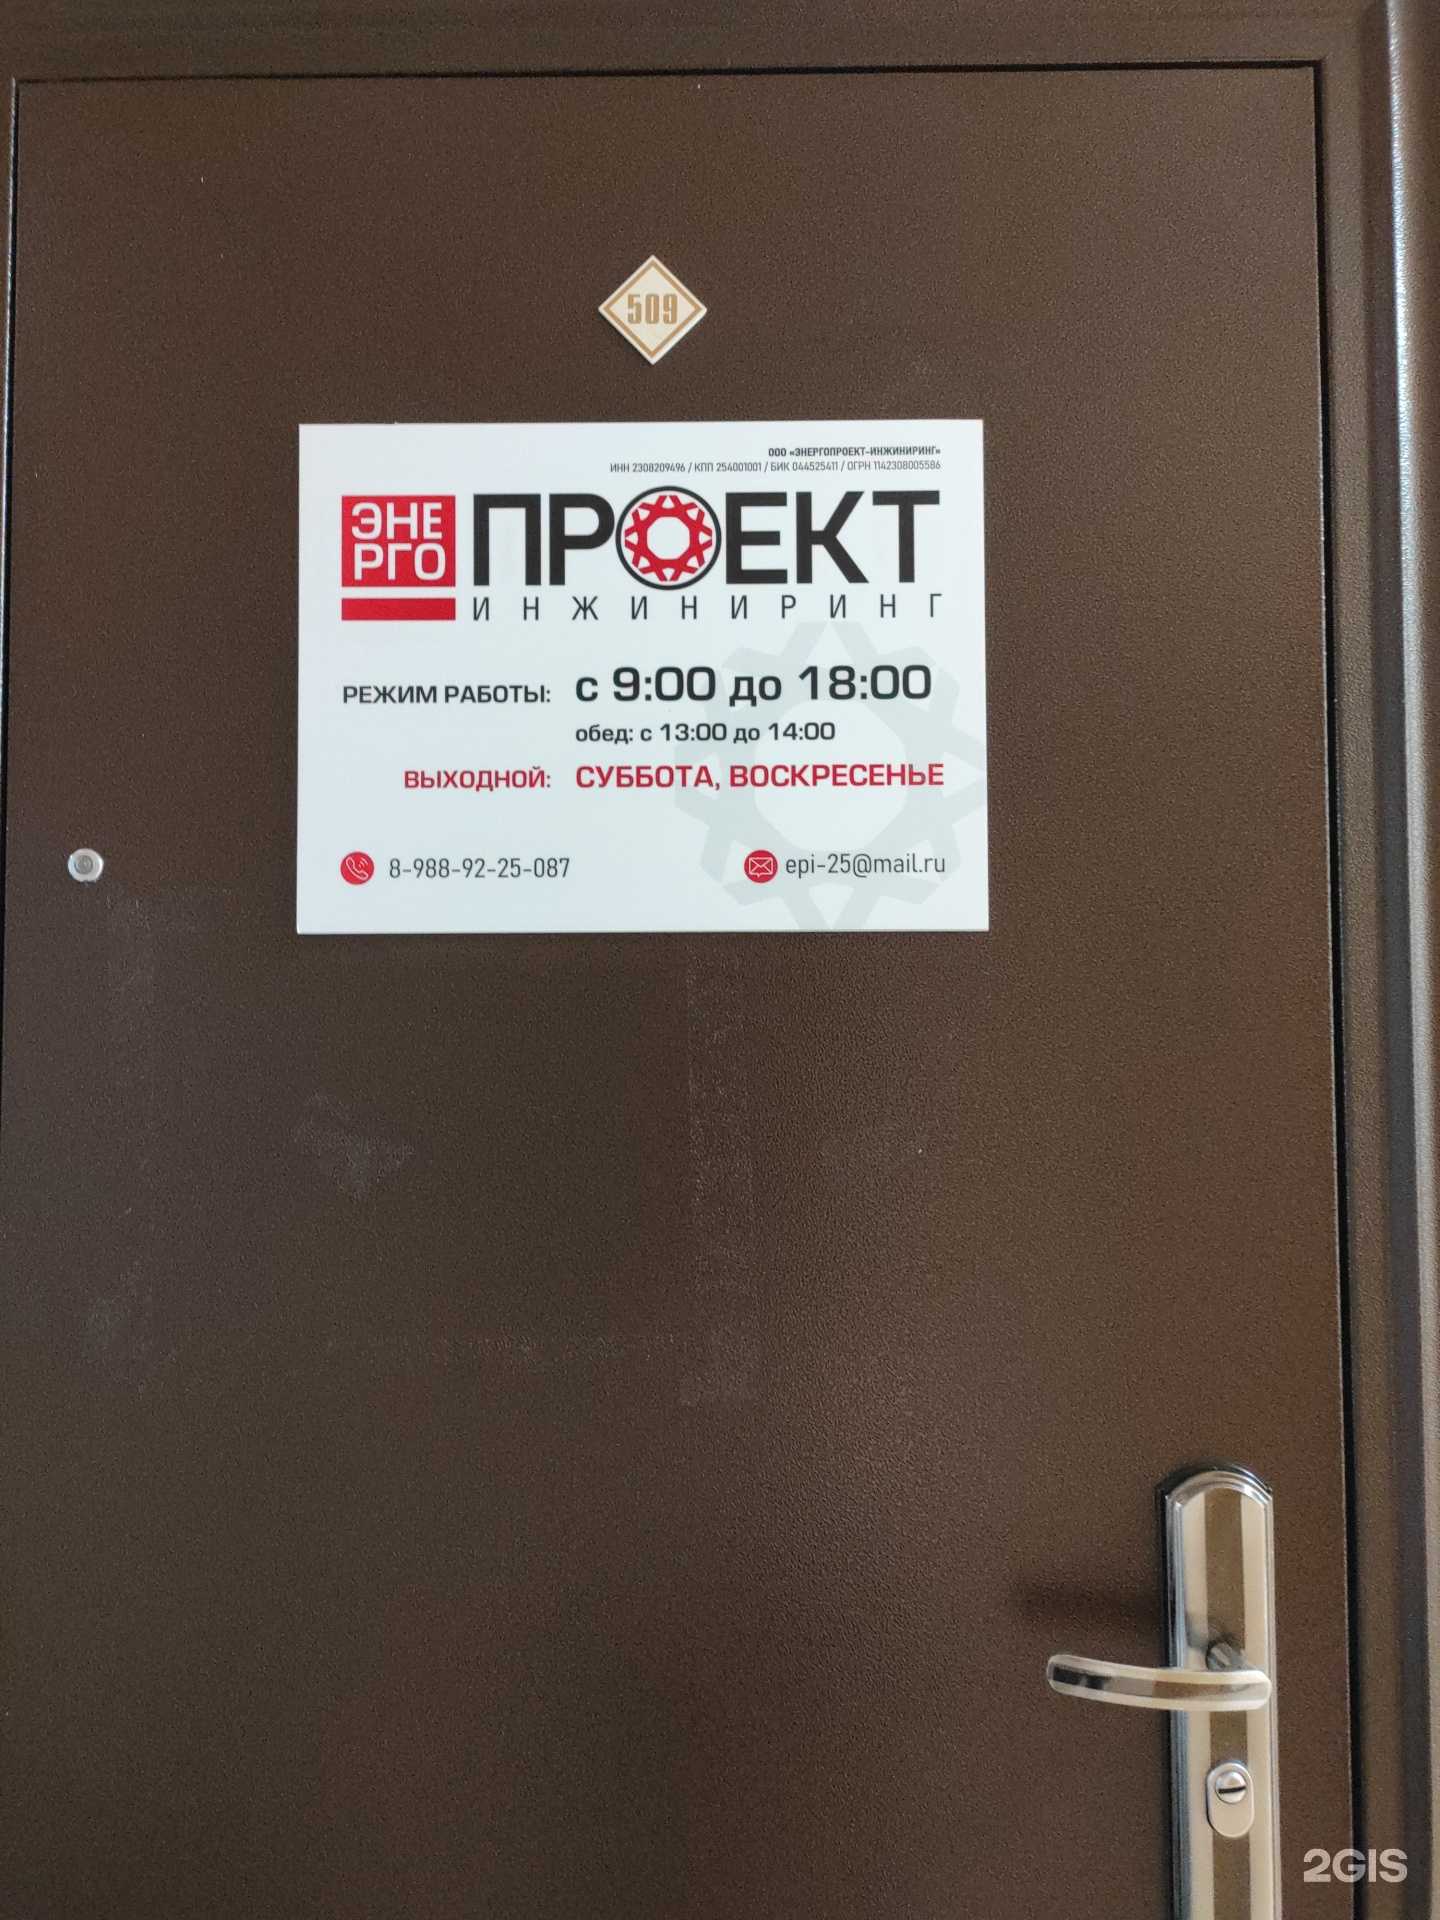 509
ООО «ЭНЕРГОПРОЕКТ-ИНЖИНИРИНГ»
ИНН 2308209496 / КПП 254001001 / БИК 044525411 / ОГРН 1142308005586
ЭНЕ
РГО
ПРОЕКТ
ИНЖИНИРИНГ
РЕЖИМ РАБОТЫ: с 9:00 до 18:00
обед: с 13:00 до 14:00
ВЫХОДНОЙ: СУББОТА, ВОСКРЕСЕНЬЕ
8-988-92-25-087
epi-25@mail.ru
2GIS